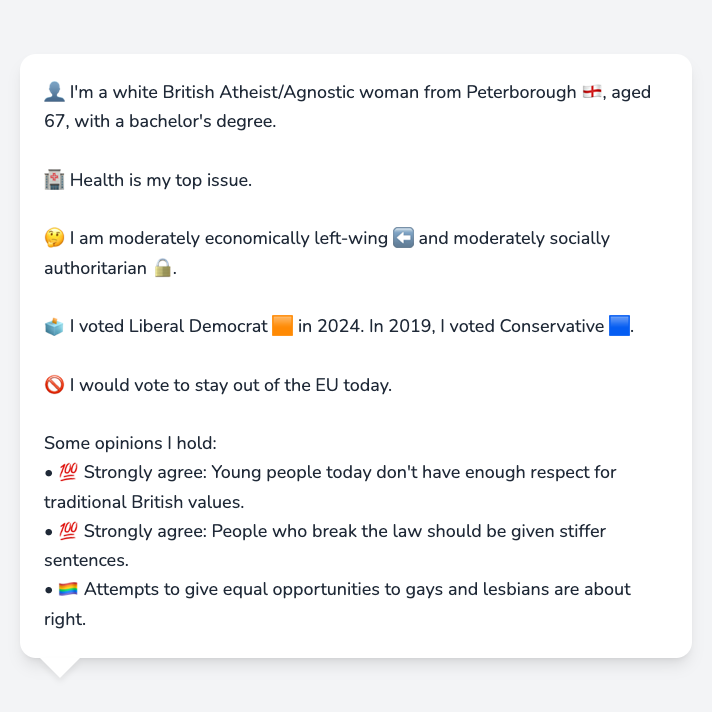 👤 I'm a white British Atheist/Agnostic woman from Peterborough 🏴󠁧󠁢󠁥󠁮󠁧󠁿, aged
67, with a bachelor's degree.
🏥 Health is my top issue.
🤔 I am moderately economically left-wing ⬅️ and moderately socially
authoritarian 🔒.
🗳️ I voted Liberal Democrat 🟧 in 2024. In 2019, I voted Conservative 🟦.
🚫 I would vote to stay out of the EU today.
Some opinions I hold:
• 💯 Strongly agree: Young people today don't have enough respect for
traditional British values.
• 💯 Strongly agree: People who break the law should be given stiffer
sentences.
• 🏳️‍🌈 Attempts to give equal opportunities to gays and lesbians are about
right.